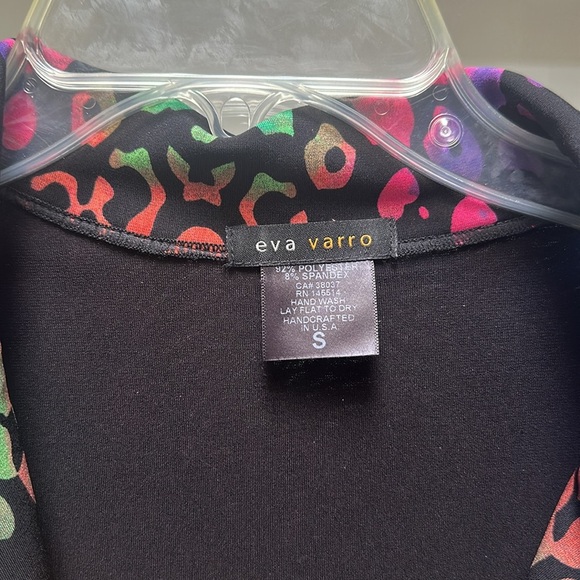 eva varro
92% POLYESTER
8% SPANDEX
CA# 38037
RN 145514
HAND WASH
LAY FLAT TO DRY
HANDCRAFTED
IN U.S.A.
S